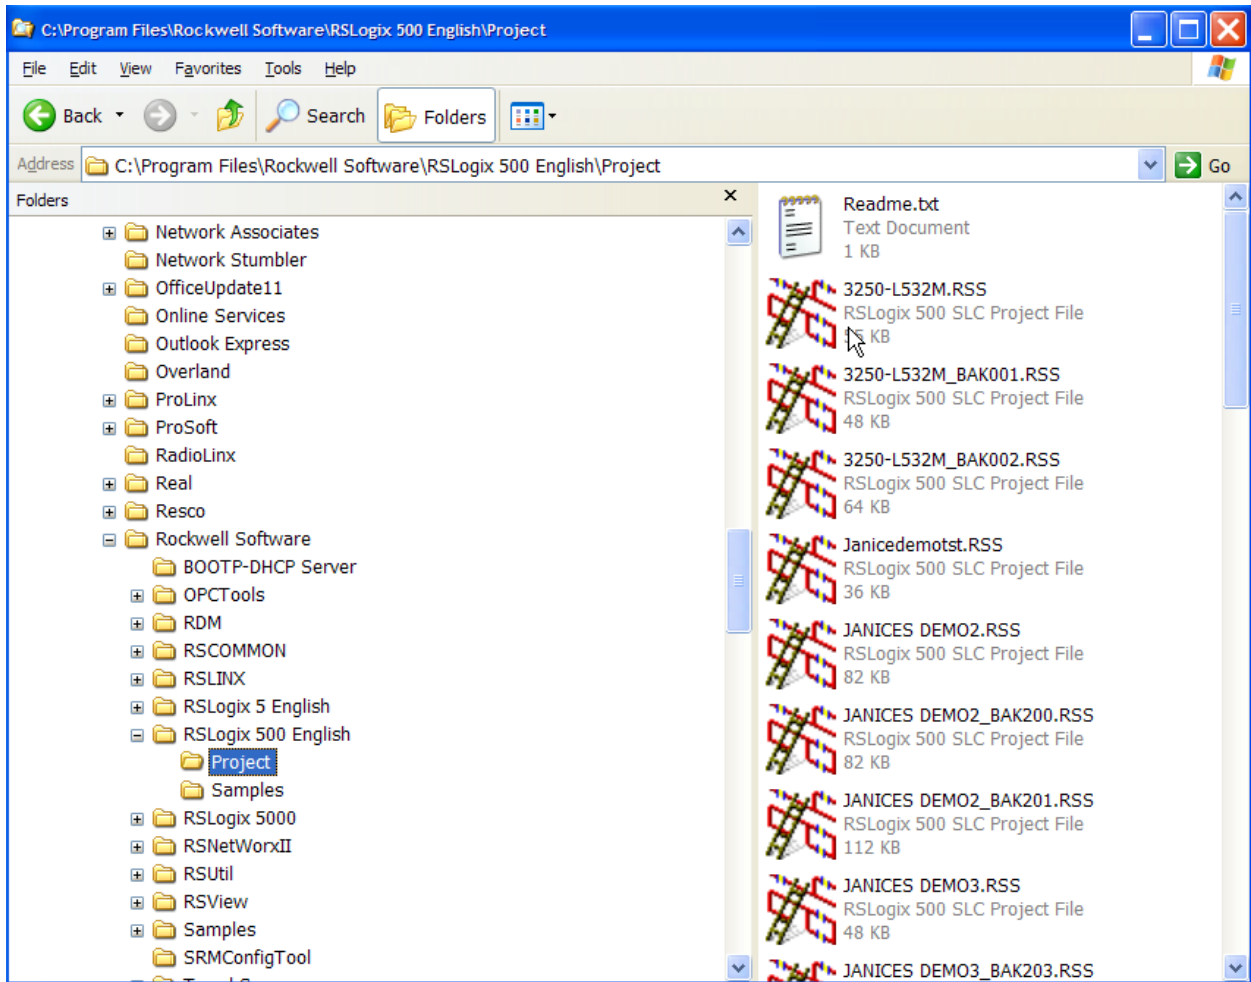 C:\Program Files\Rockwell Software\RSLogix 500 English\Project
File Edit View Favorites Tools Help
Back Search Folders
Address C:\Program Files\Rockwell Software\RSLogix 500 English\Project Go
Folders
Network Associates
Network Stumbler
OfficeUpdate11
Online Services
Outlook Express
Overland
ProLinx
ProSoft
RadioLinx
Real
Resco
Rockwell Software
BOOTP-DHCP Server
OPCTools
RDM
RSCOMMON
RSLINX
RSLogix 5 English
RSLogix 500 English
Project
Samples
RSLogix 5000
RSNetWorxII
RSUtil
RSView
Samples
SRMConfigTool
Readme.txt
Text Document
1 KB
3250-L532M.RSS
RSLogix 500 SLC Project File
KB
3250-L532M_BAK001.RSS
RSLogix 500 SLC Project File
48 KB
3250-L532M_BAK002.RSS
RSLogix 500 SLC Project File
64 KB
Janicedemotst.RSS
RSLogix 500 SLC Project File
36 KB
JANICES DEMO2.RSS
RSLogix 500 SLC Project File
82 KB
JANICES DEMO2_BAK200.RSS
RSLogix 500 SLC Project File
82 KB
JANICES DEMO2_BAK201.RSS
RSLogix 500 SLC Project File
112 KB
JANICES DEMO3.RSS
RSLogix 500 SLC Project File
48 KB
JANICES DEMO3_BAK203.RSS